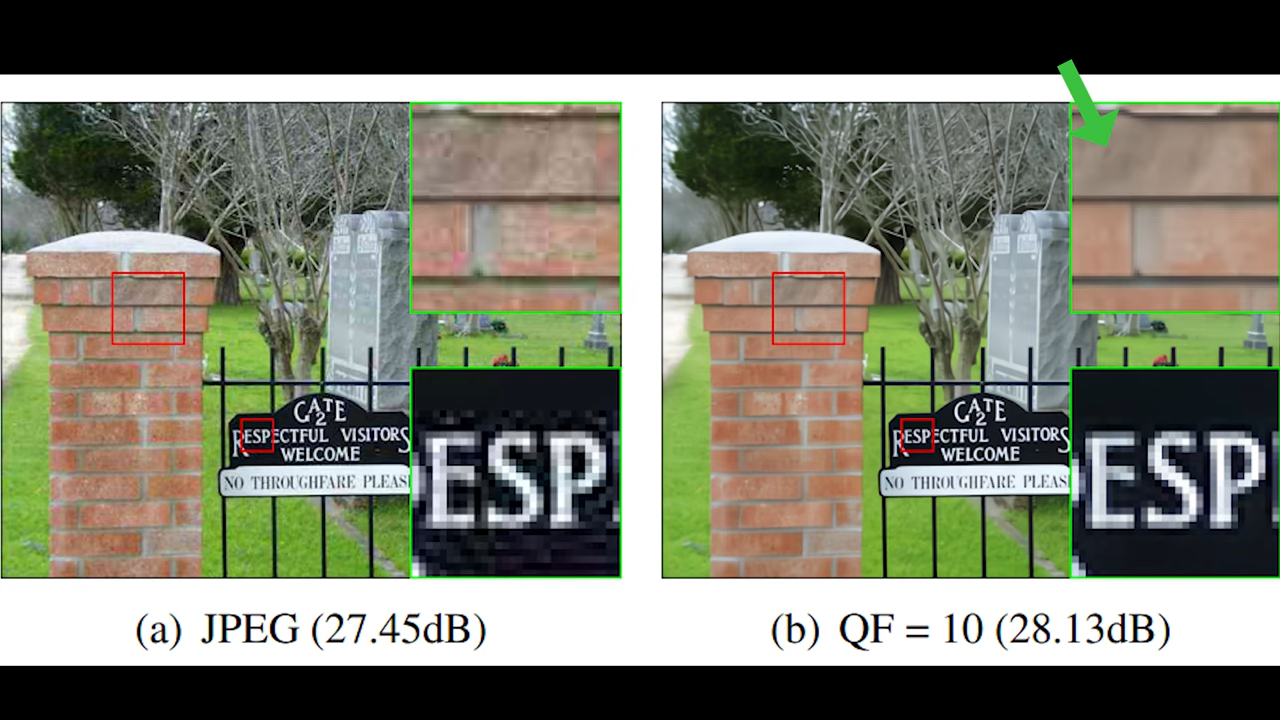 GATE
2
RESPECTFUL VISITORS
WELCOME
NO THROUGHFARE PLEAS
ESP
(a) JPEG (27.45dB)
GATE
2
RESPECTFUL VISITORS
WELCOME
NO THROUGHFARE PLEAS
ESP
(b) QF = 10 (28.13dB)